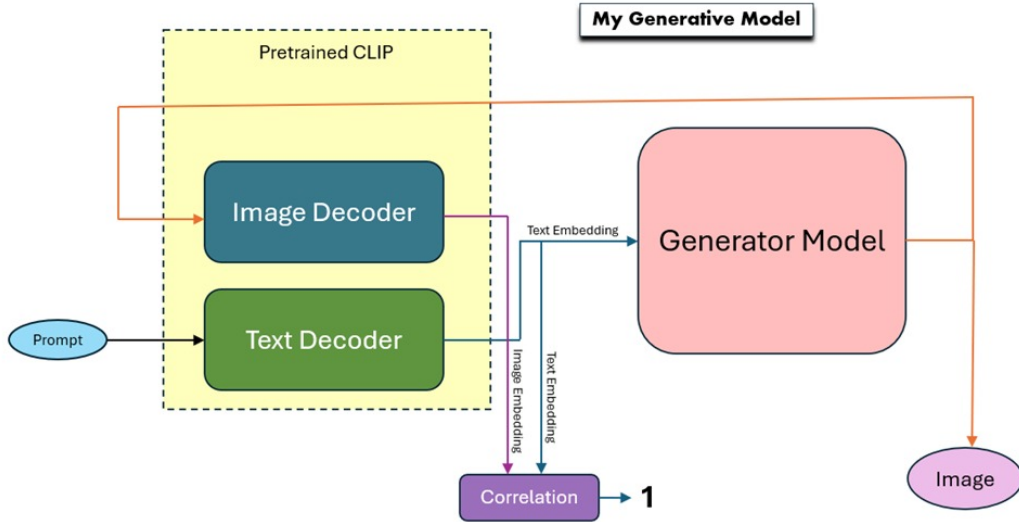 My Generative Model
Pretrained CLIP
Image Decoder
Text Embedding
Generator Model
Prompt
Text Decoder
Image Embedding
Text Embedding
Image
Correlation
1